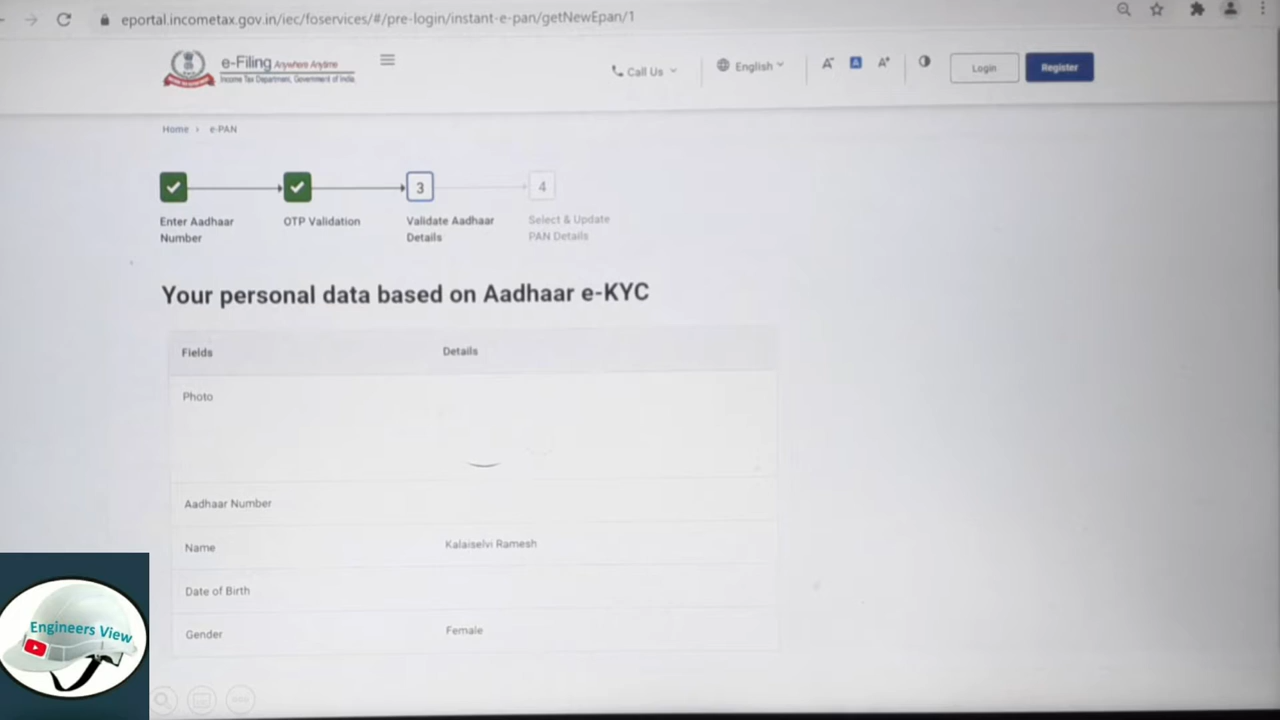 eportal.incometax.gov.in/iec/foservices/#/pre-login/instant-e-pan/getNewEpan/1
e-Filing Anywhere Anytime
Income Tax Department, Government of India
Call Us
English
A-
A
A+
Login
Register
Home › e-PAN
3
4
Enter Aadhaar
Number
OTP Validation
Validate Aadhaar
Details
Select & Update
PAN Details
Your personal data based on Aadhaar e-KYC
Fields Details
Photo
Aadhaar Number
Name Kalaiselvi Ramesh
Date of Birth
Gender Female
Engineers View